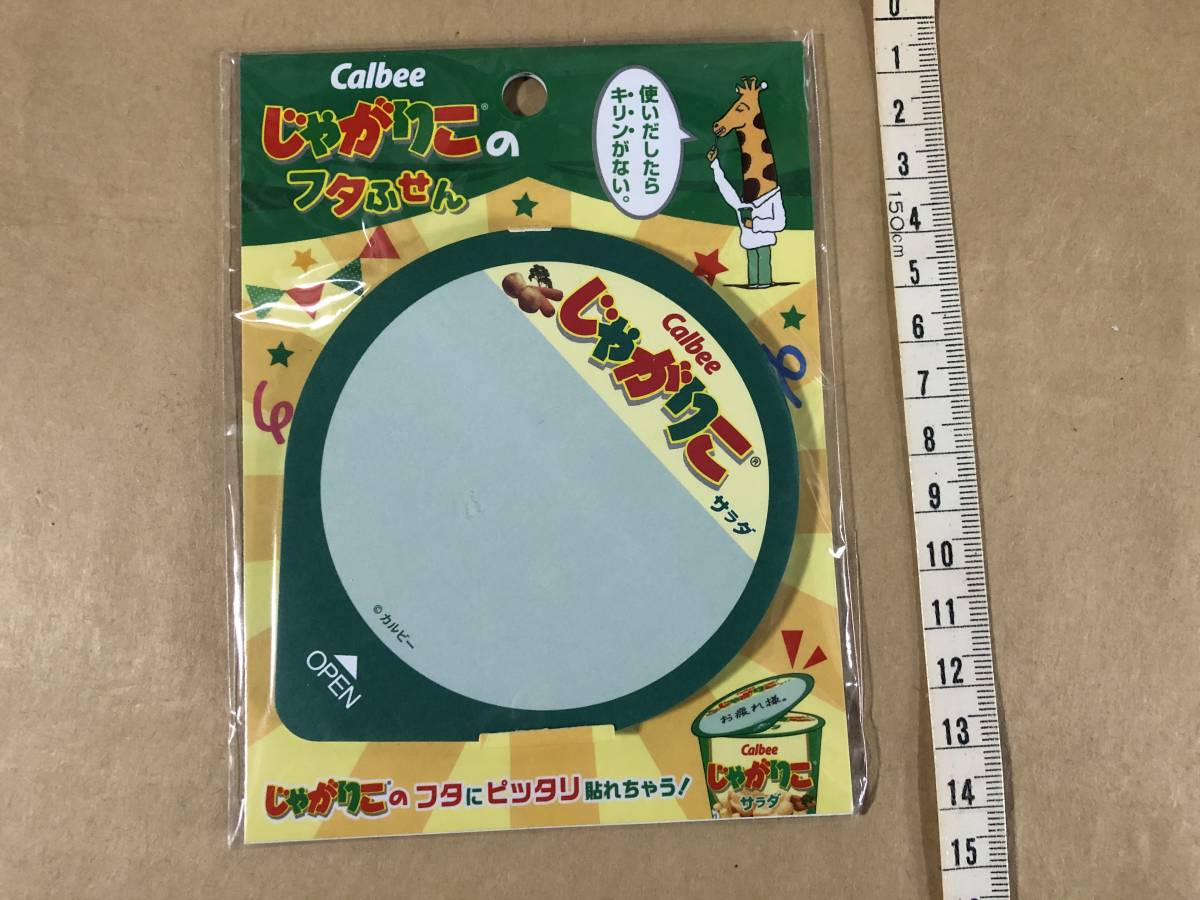 Calbee
じゃがりこ®の
フタふせん
使いだしたら
キリンがない。
じゃがりこ®
Calbee
サラダ
© カルビー
OPEN
お疲れ様。
Calbee
じゃがりこ
サラダ
じゃがりこ®の フタにピッタリ 貼れちゃう!
0
1
2
3
150cm
4
5
6
7
8
9
10
11
12
13
14
15